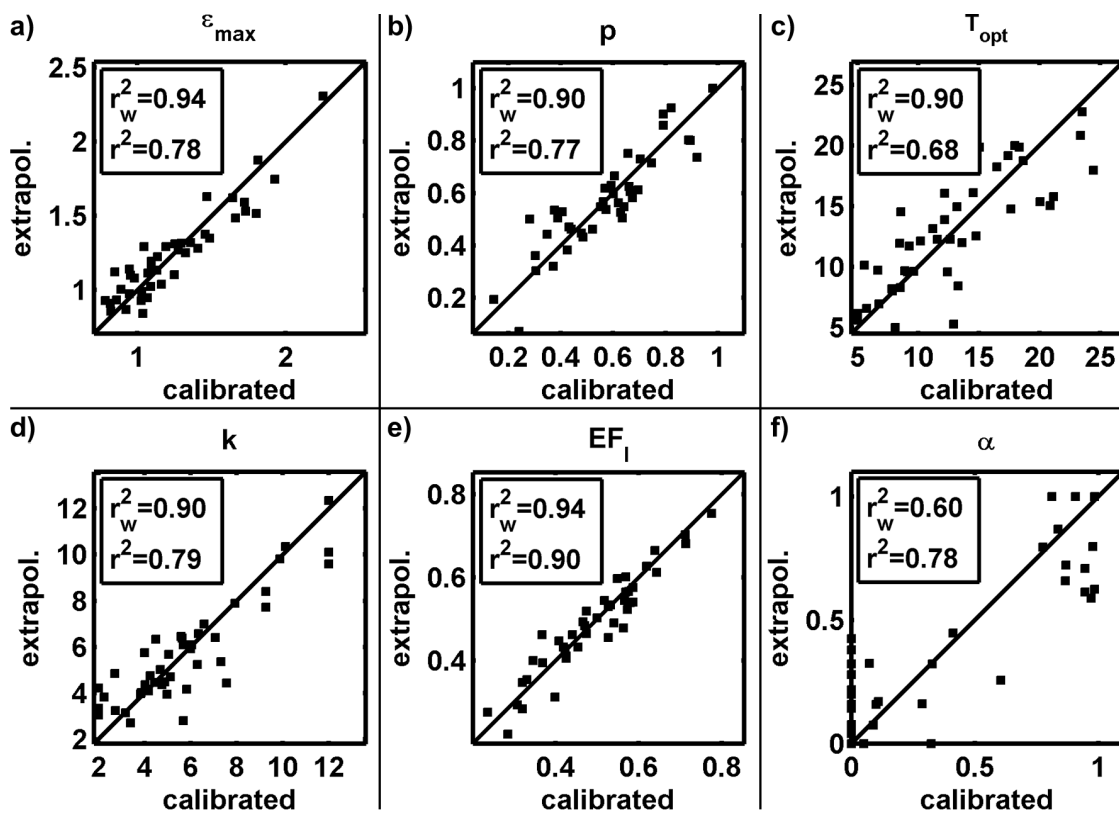 a) ε_max
2.5
2
1.5
1
r²_w=0.94
r²=0.78
extrapol.
1 2
calibrated
b) p
1
0.8
0.6
0.4
0.2
r²_w=0.90
r²=0.77
extrapol.
0.2 0.4 0.6 0.8 1
calibrated
c) T_opt
25
20
15
10
5
r²_w=0.90
r²=0.68
extrapol.
5 10 15 20 25
calibrated
d) k
12
10
8
6
4
2
r²_w=0.90
r²=0.79
extrapol.
2 4 6 8 10 12
calibrated
e) EF_l
0.8
0.6
0.4
r²_w=0.94
r²=0.90
extrapol.
0.4 0.6 0.8
calibrated
f) α
1
0.5
0
r²_w=0.60
r²=0.78
extrapol.
0 0.5 1
calibrated